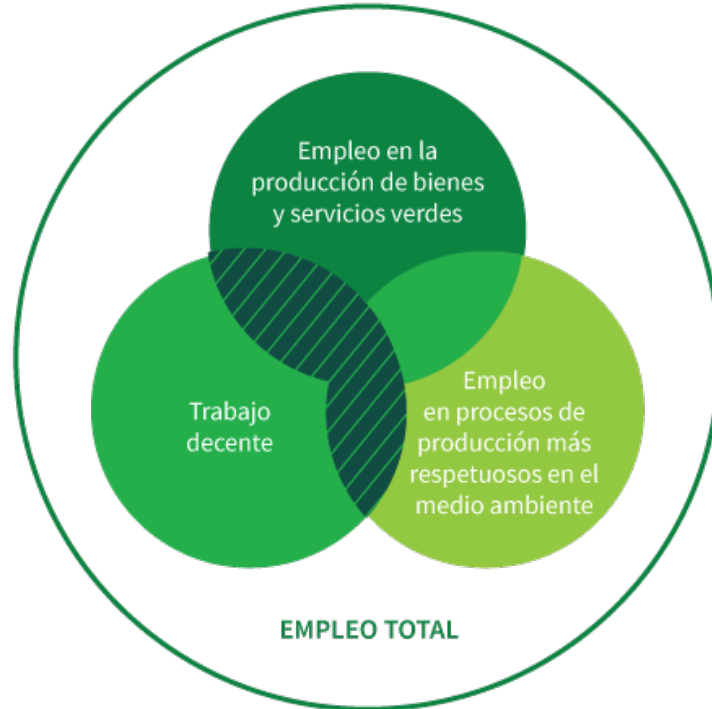 Empleo en la
producción de bienes
y servicios verdes
Trabajo
decente
Empleo
en procesos de
producción más
respetuosos en el
medio ambiente
EMPLEO TOTAL